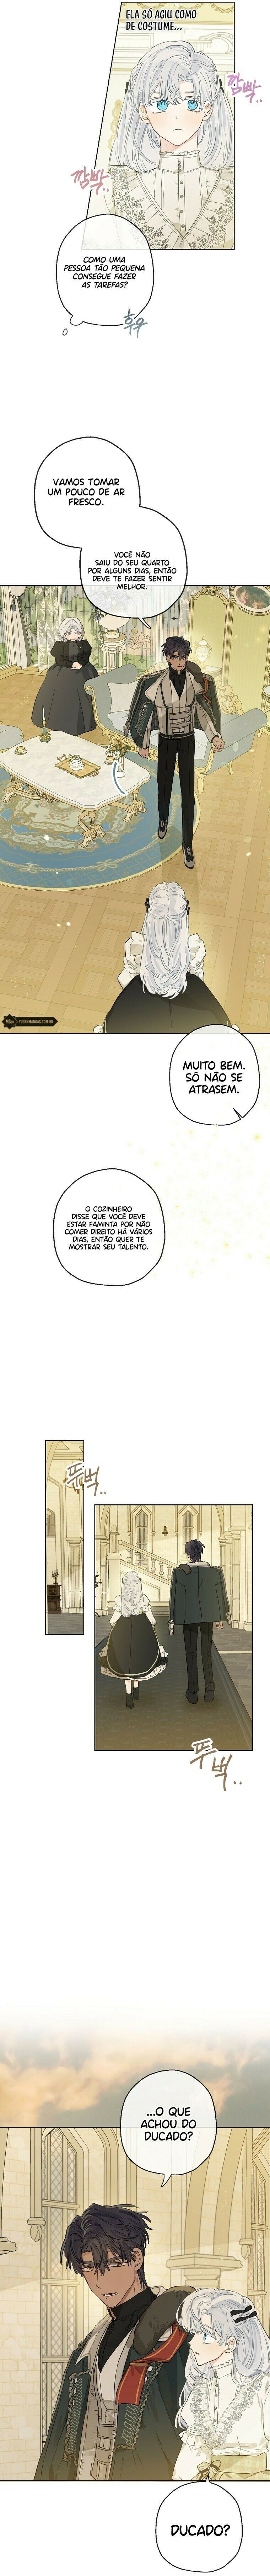 ELA SÓ AGIU COMO
DE COSTUME...
깜빡..
깜빡..
COMO UMA
PESSOA TÃO PEQUENA
CONSEGUE FAZER
AS TAREFAS?
후우
VAMOS TOMAR
UM POUCO DE AR
FRESCO.
VOCÊ NÃO
SAIU DO SEU QUARTO
POR ALGUNS DIAS, ENTÃO
DEVE TE FAZER SENTIR
MELHOR.
MUITO BEM.
SÓ NÃO SE
ATRASEM.
O COZINHEIRO
DISSE QUE VOCÊ DEVE
ESTAR FAMINTA POR NÃO
COMER DIREITO HÁ VÁRIOS
DIAS, ENTÃO QUER TE
MOSTRAR SEU TALENTO.
뚜벅..
뚜벅..
...O QUE
ACHOU DO
DUCADO?
DUCADO?